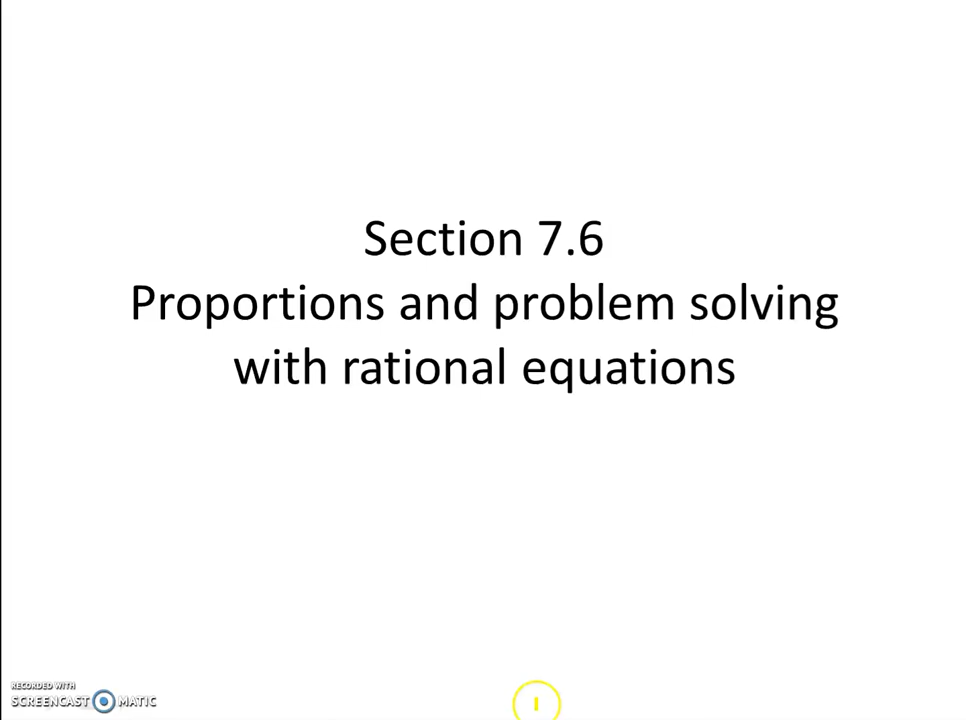 Section 7.6
Proportions and problem solving
with rational equations
RECORDED WITH
SCREENCAST MATIC